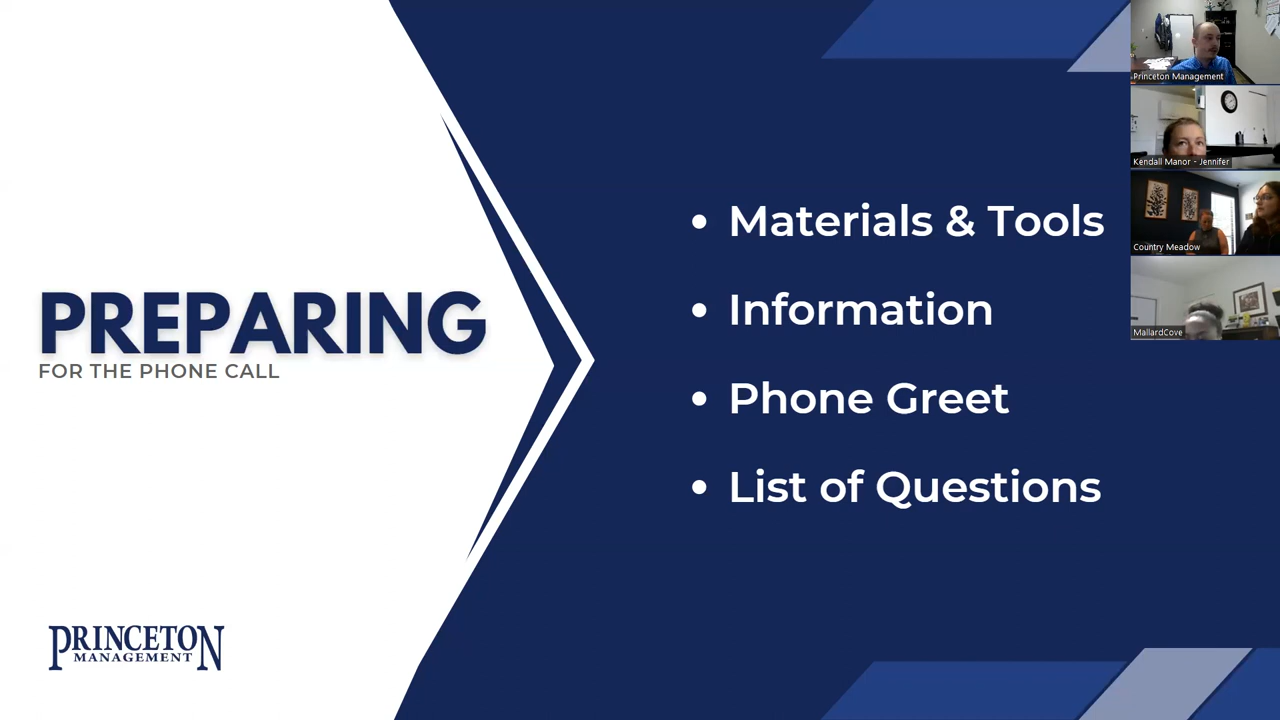 PREPARING
FOR THE PHONE CALL
PRINCETON
MANAGEMENT
• Materials & Tools
• Information
• Phone Greet
• List of Questions
Princeton Management
Kendall Manor - Jennifer
Country Meadow
MallardCove